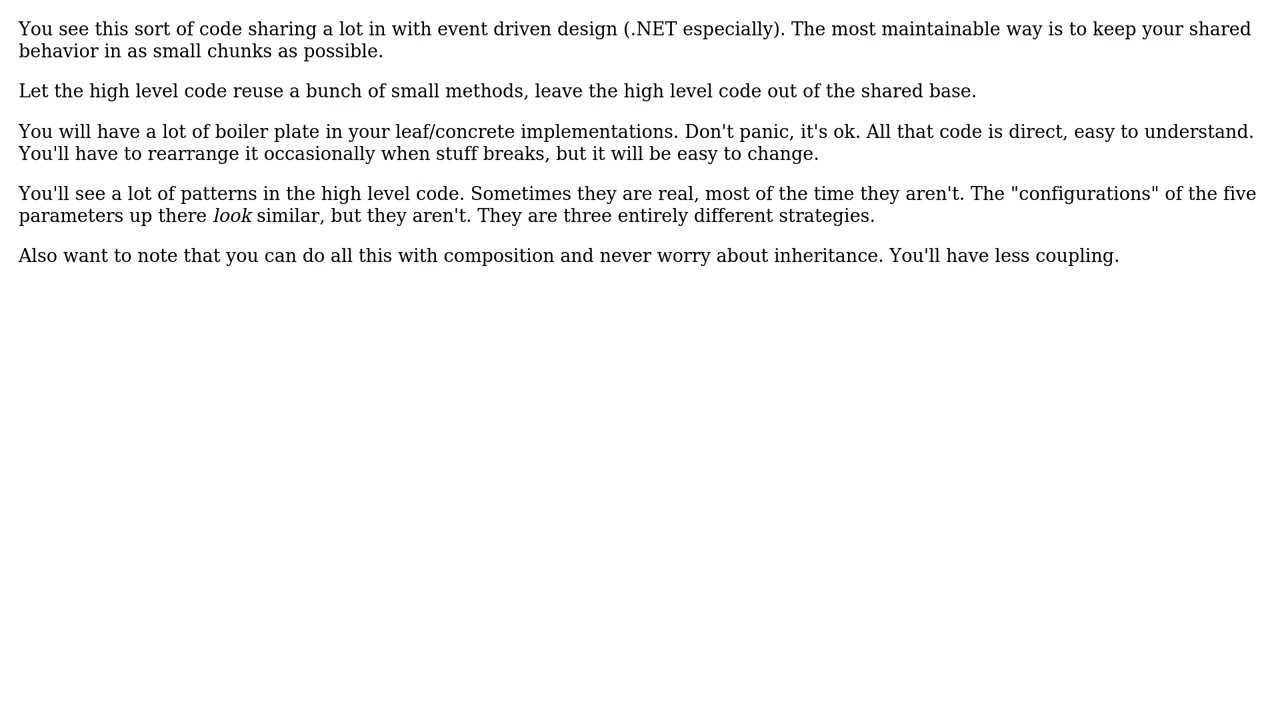 You see this sort of code sharing a lot in with event driven design (.NET especially). The most maintainable way is to keep your shared
behavior in as small chunks as possible.
Let the high level code reuse a bunch of small methods, leave the high level code out of the shared base.
You will have a lot of boiler plate in your leaf/concrete implementations. Don't panic, it's ok. All that code is direct, easy to understand.
You'll have to rearrange it occasionally when stuff breaks, but it will be easy to change.
You'll see a lot of patterns in the high level code. Sometimes they are real, most of the time they aren't. The "configurations" of the five
parameters up there look similar, but they aren't. They are three entirely different strategies.
Also want to note that you can do all this with composition and never worry about inheritance. You'll have less coupling.